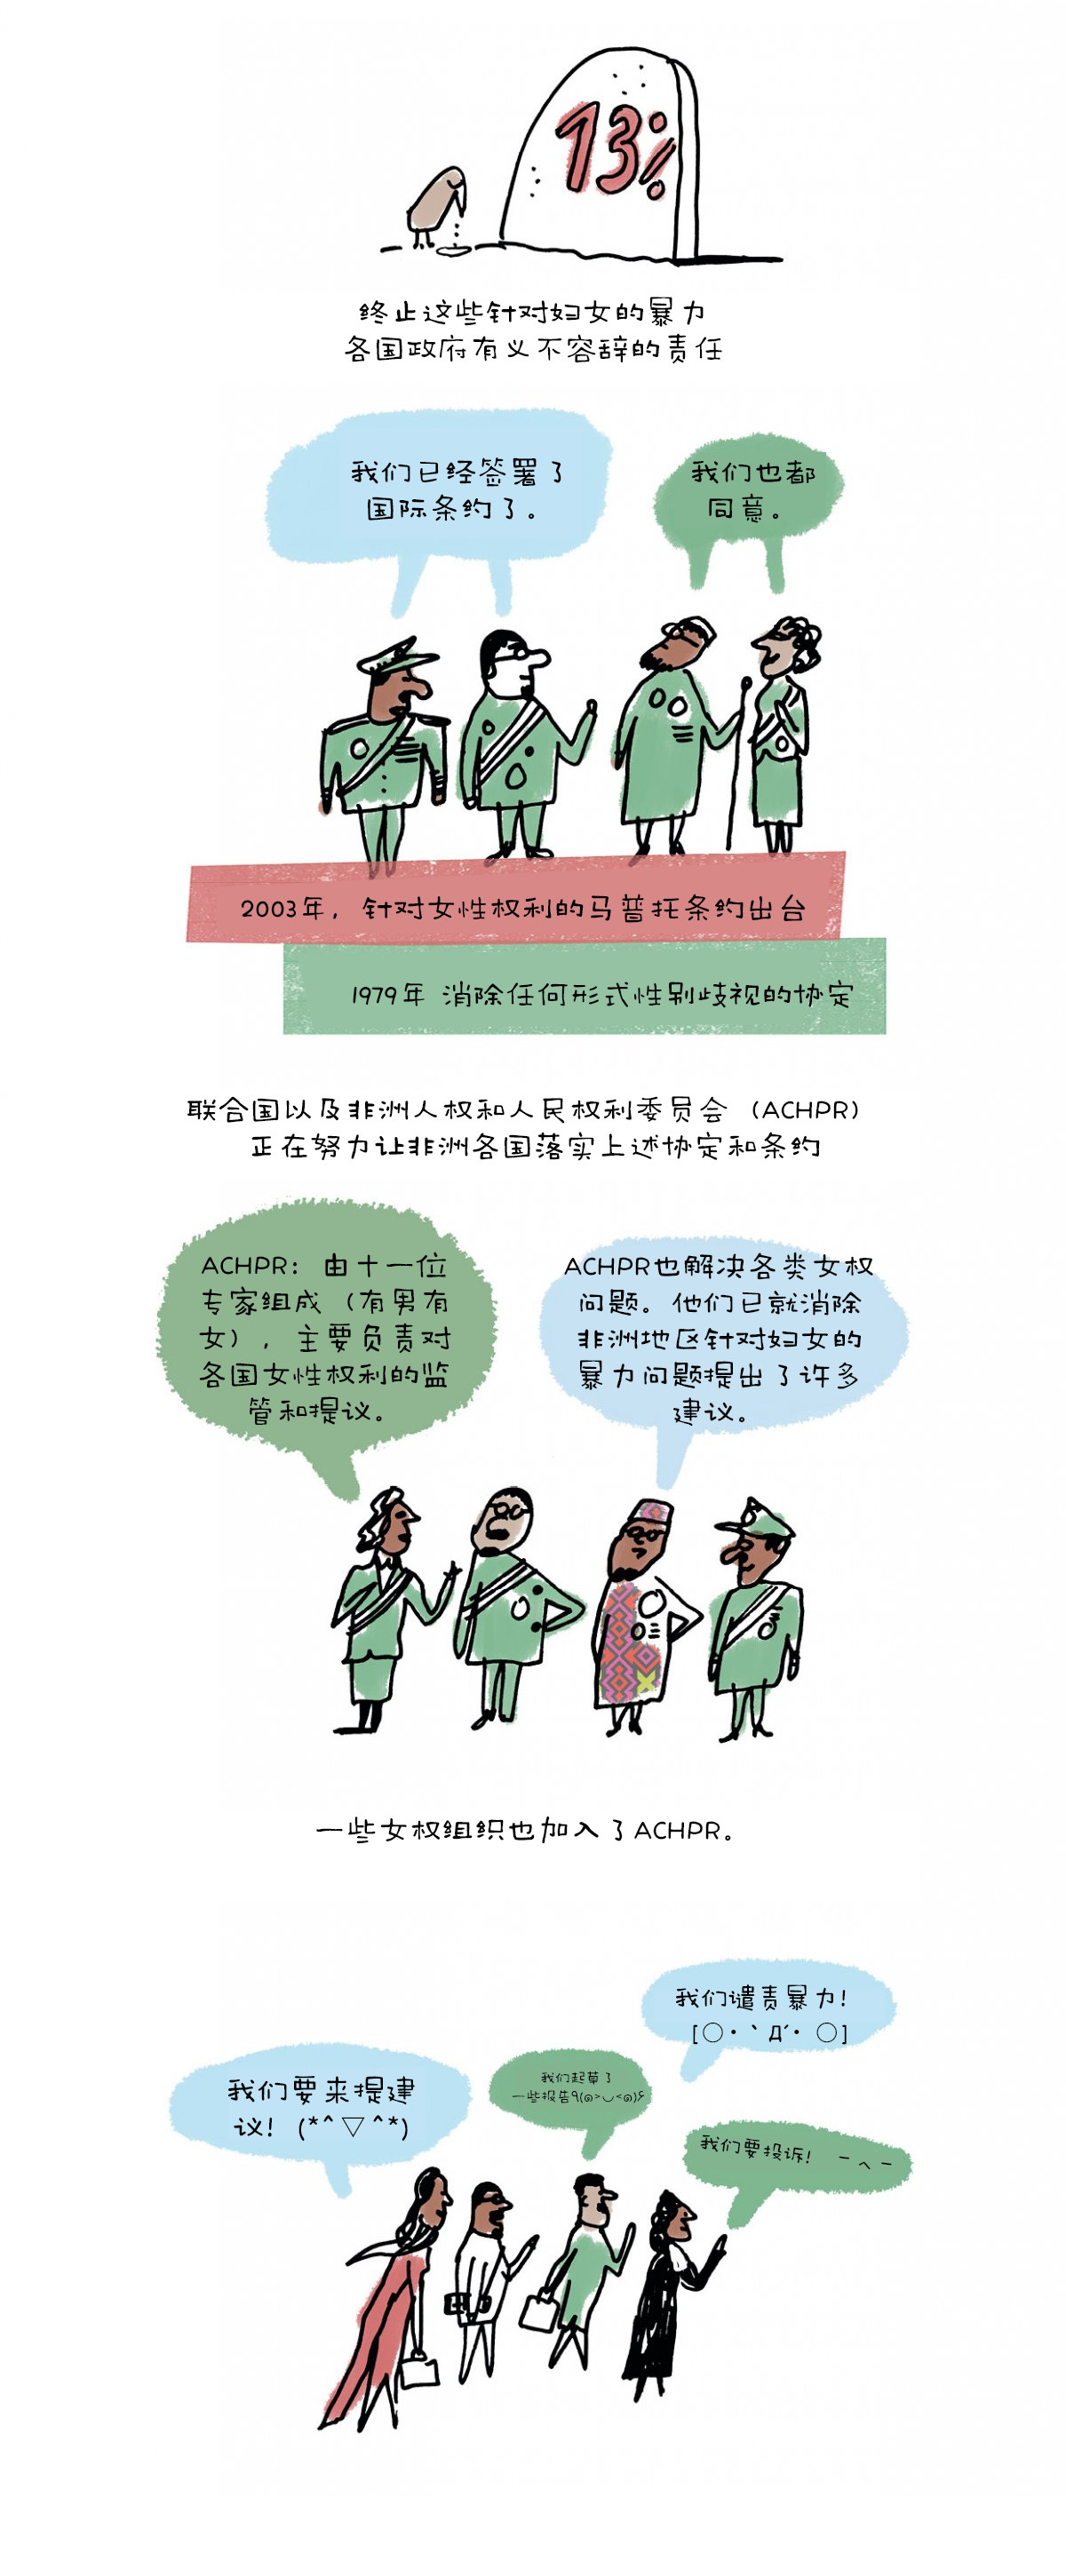 13%
终止这些针对妇女的暴力
各国政府有义不容辞的责任
我们已经签署了
国际条约了。
我们也都
同意。
2003年，针对女性权利的马普托条约出台
1979年 消除任何形式性别歧视的协定
联合国以及非洲人权和人民权利委员会（ACHPR）
正在努力让非洲各国落实上述协定和条约
ACHPR：由十一位
专家组成（有男有
女），主要负责对
各国女性权利的监
管和提议。
ACHPR也解决各类女权
问题。他们已就消除
非洲地区针对妇女的
暴力问题提出了许多
建议。
一些女权组织也加入了ACHPR。
我们谴责暴力！
[○・｀Д´・ ○]
我们要来提建
议！(*^▽^*)
我们起草了
一些报告٩(๑>◡<๑)۶
我们要投诉！ －︿－